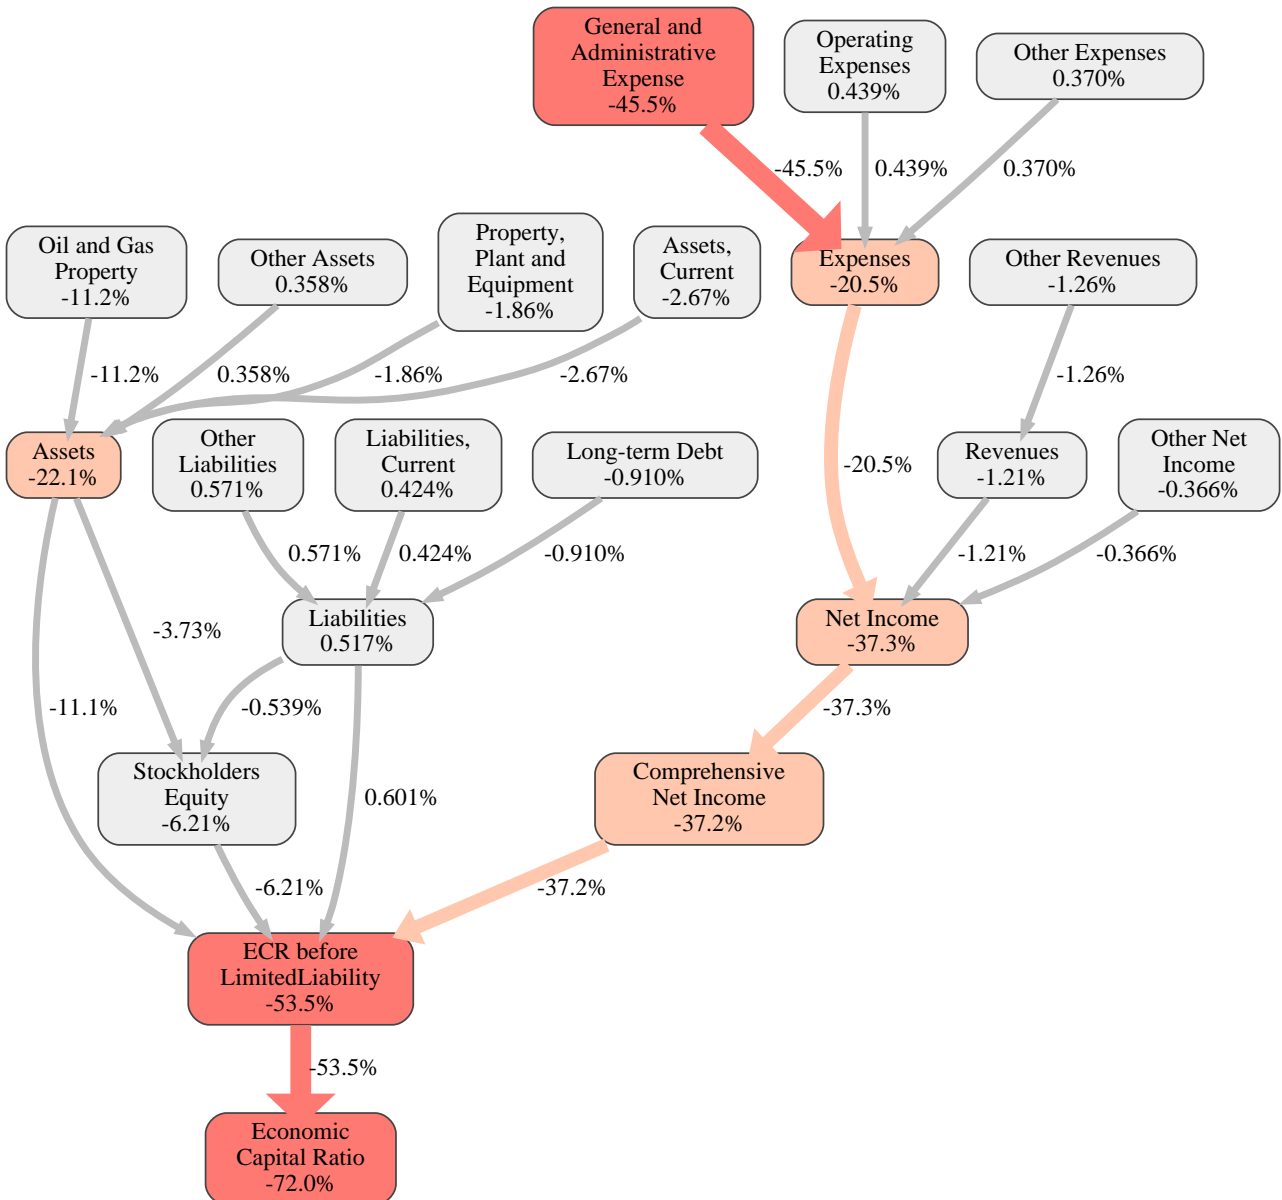 General and
Administrative
Expense
-45.5%
Operating
Expenses
0.439%
Other Expenses
0.370%
-45.5%
0.439%
0.370%
Oil and Gas
Property
-11.2%
Other Assets
0.358%
Property,
Plant and
Equipment
-1.86%
Assets,
Current
-2.67%
Expenses
-20.5%
Other Revenues
-1.26%
-11.2%
0.358%
-1.86%
-2.67%
-1.26%
Assets
-22.1%
Other
Liabilities
0.571%
Liabilities,
Current
0.424%
Long-term Debt
-0.910%
-20.5%
Revenues
-1.21%
Other Net
Income
-0.366%
0.571%
0.424%
-0.910%
-1.21%
-0.366%
-3.73%
Liabilities
0.517%
Net Income
-37.3%
-11.1%
-0.539%
-37.3%
Stockholders
Equity
-6.21%
0.601%
Comprehensive
Net Income
-37.2%
-6.21%
-37.2%
ECR before
LimitedLiability
-53.5%
-53.5%
Economic
Capital Ratio
-72.0%